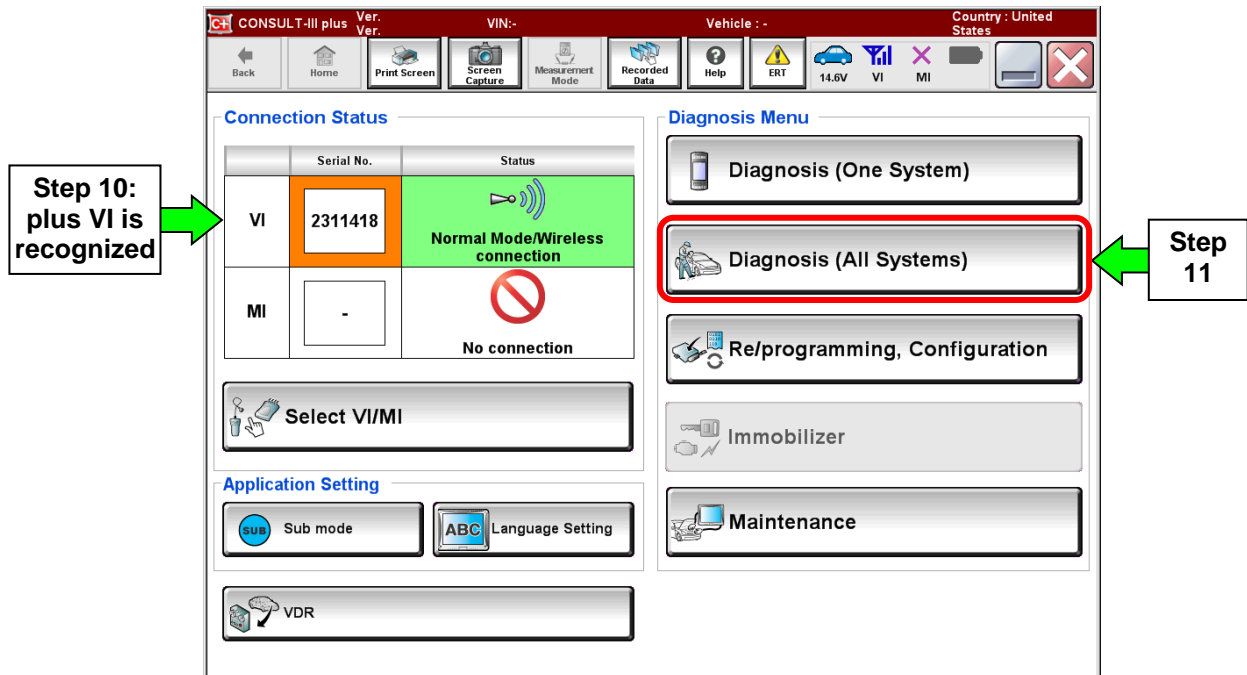 C+ CONSULT-III plus Ver.
Ver.
VIN:-
Vehicle : -
Country : United
States
Back
Home
Print Screen
Screen
Capture
Measurement
Mode
Recorded
Data
Help
ERT
14.6V
VI
MI
Connection Status
Serial No.
Status
VI
2311418
Normal Mode/Wireless
connection
MI
-
No connection
Select VI/MI
Application Setting
SUB
Sub mode
ABC
Language Setting
VDR
Diagnosis Menu
Diagnosis (One System)
Diagnosis (All Systems)
Re/programming, Configuration
Immobilizer
Maintenance
Step 10:
plus VI is
recognized
Step
11